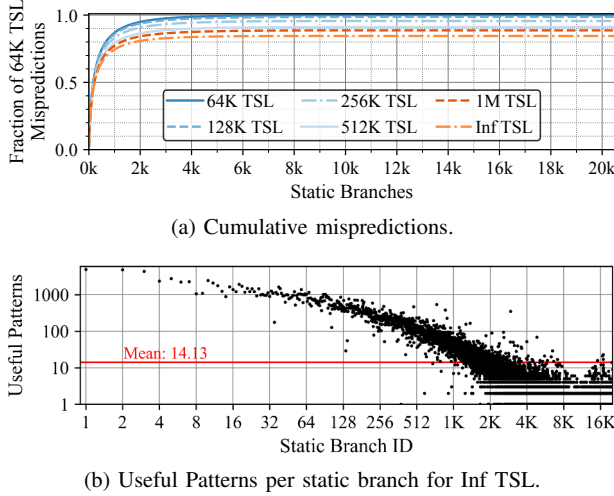 Fraction of 64K TSL
Mispredictions
1.0
0.5
0.0
64K TSL 256K TSL 1M TSL
128K TSL 512K TSL Inf TSL
0k 2k 4k 6k 8k 10k 12k 14k 16k 18k 20k
Static Branches
(a) Cumulative mispredictions.
Useful Patterns
1000
100
10
1
Mean: 14.13
1 2 4 8 16 32 64 128 256 512 1K 2K 4K 8K 16K
Static Branch ID
(b) Useful Patterns per static branch for Inf TSL.